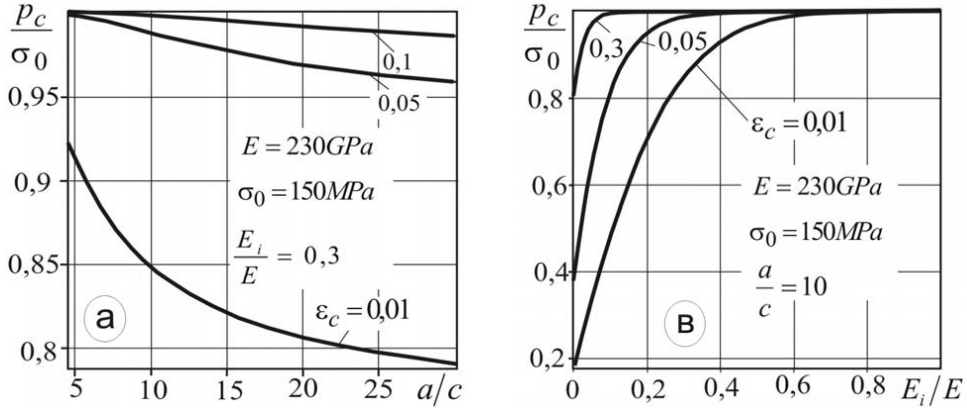 p_c/σ_0
0,95
0,9
0,85
0,8
5 10 15 20 25 a/c
0,1
0,05
E = 230GPa
σ_0 = 150MPa
E_i/E = 0,3
ε_c = 0,01
a
p_c/σ_0
0,8
0,6
0,4
0,2
0 0,2 0,4 0,6 0,8 E_i/E
0,3
0,05
ε_c = 0,01
E = 230GPa
σ_0 = 150MPa
a/c = 10
в